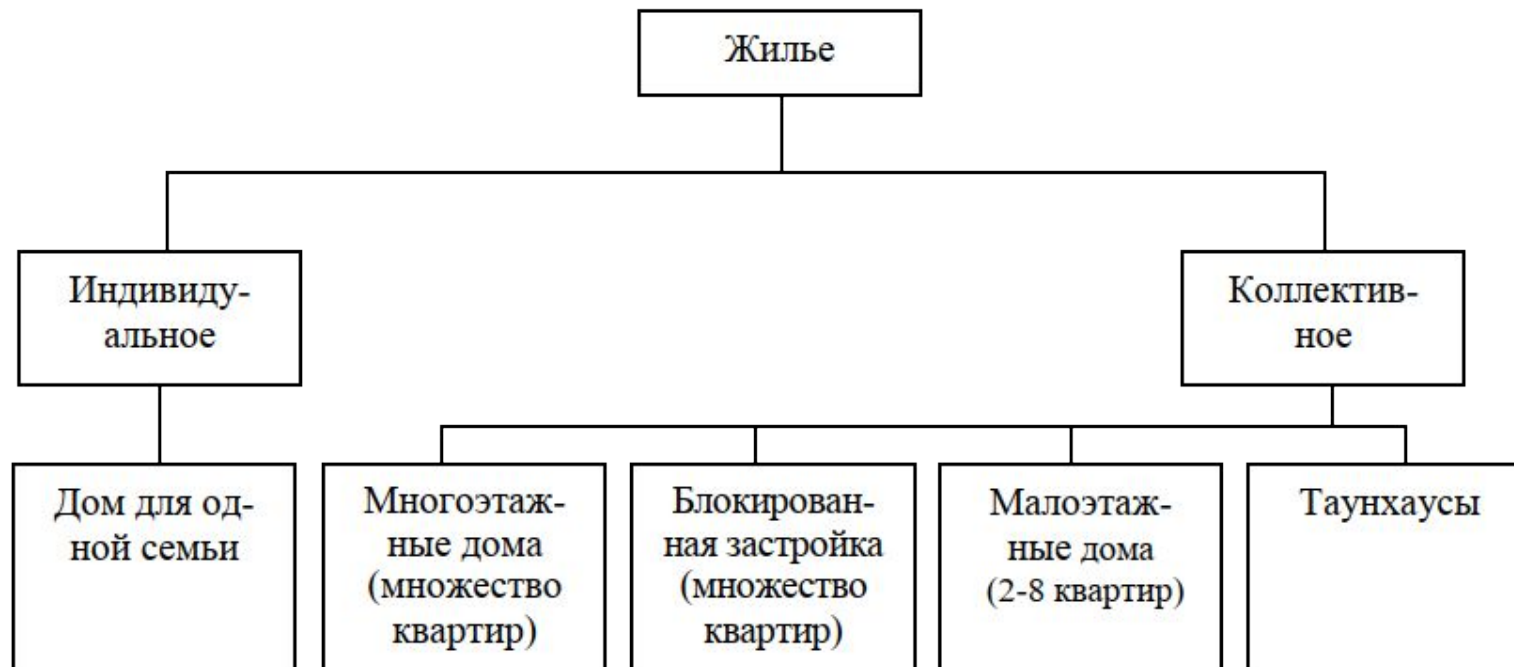 Жилье
Индивиду-
альное
Коллектив-
ное
Дом для од-
ной семьи
Многоэтаж-
ные дома
(множество
квартир)
Блокирован-
ная застройка
(множество
квартир)
Малоэтаж-
ные дома
(2-8 квартир)
Таунхаусы